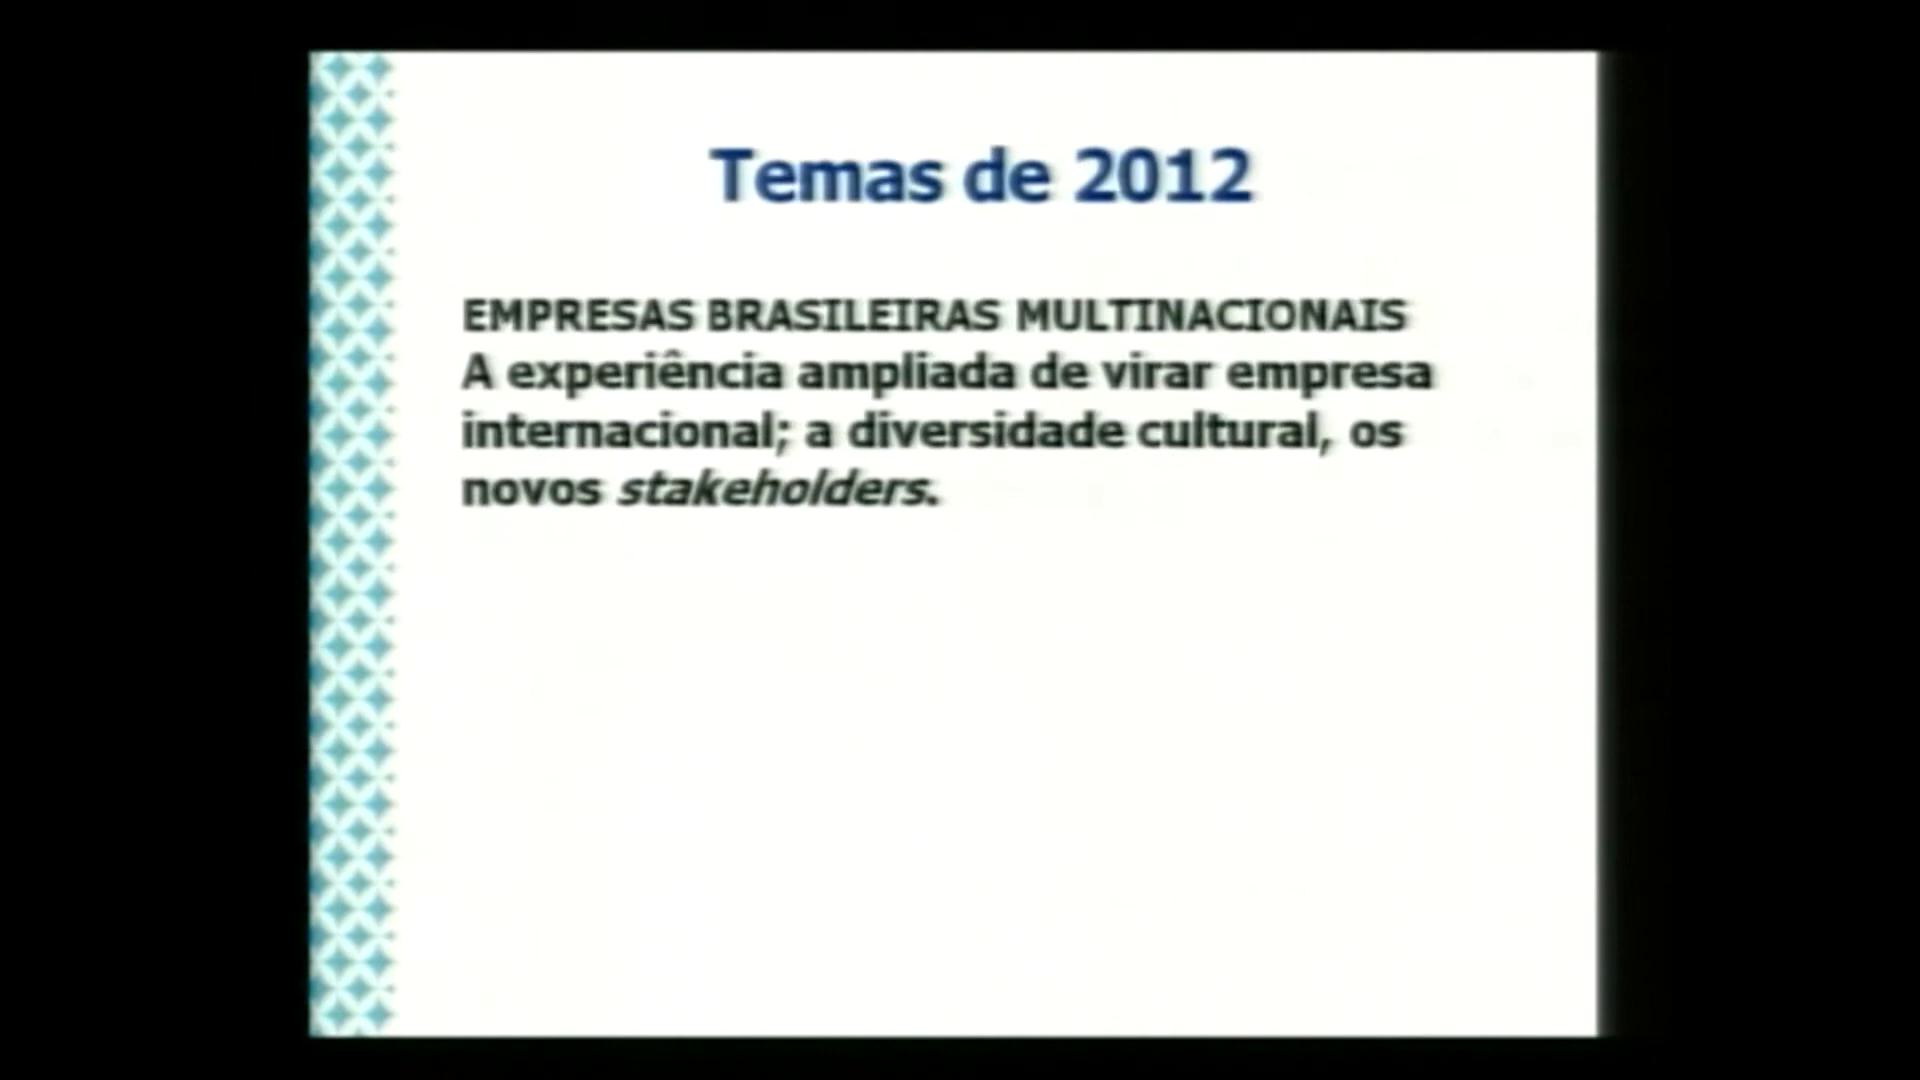 Temas de 2012
EMPRESAS BRASILEIRAS MULTINACIONAIS
A experiência ampliada de virar empresa
internacional; a diversidade cultural, os
novos stakeholders.